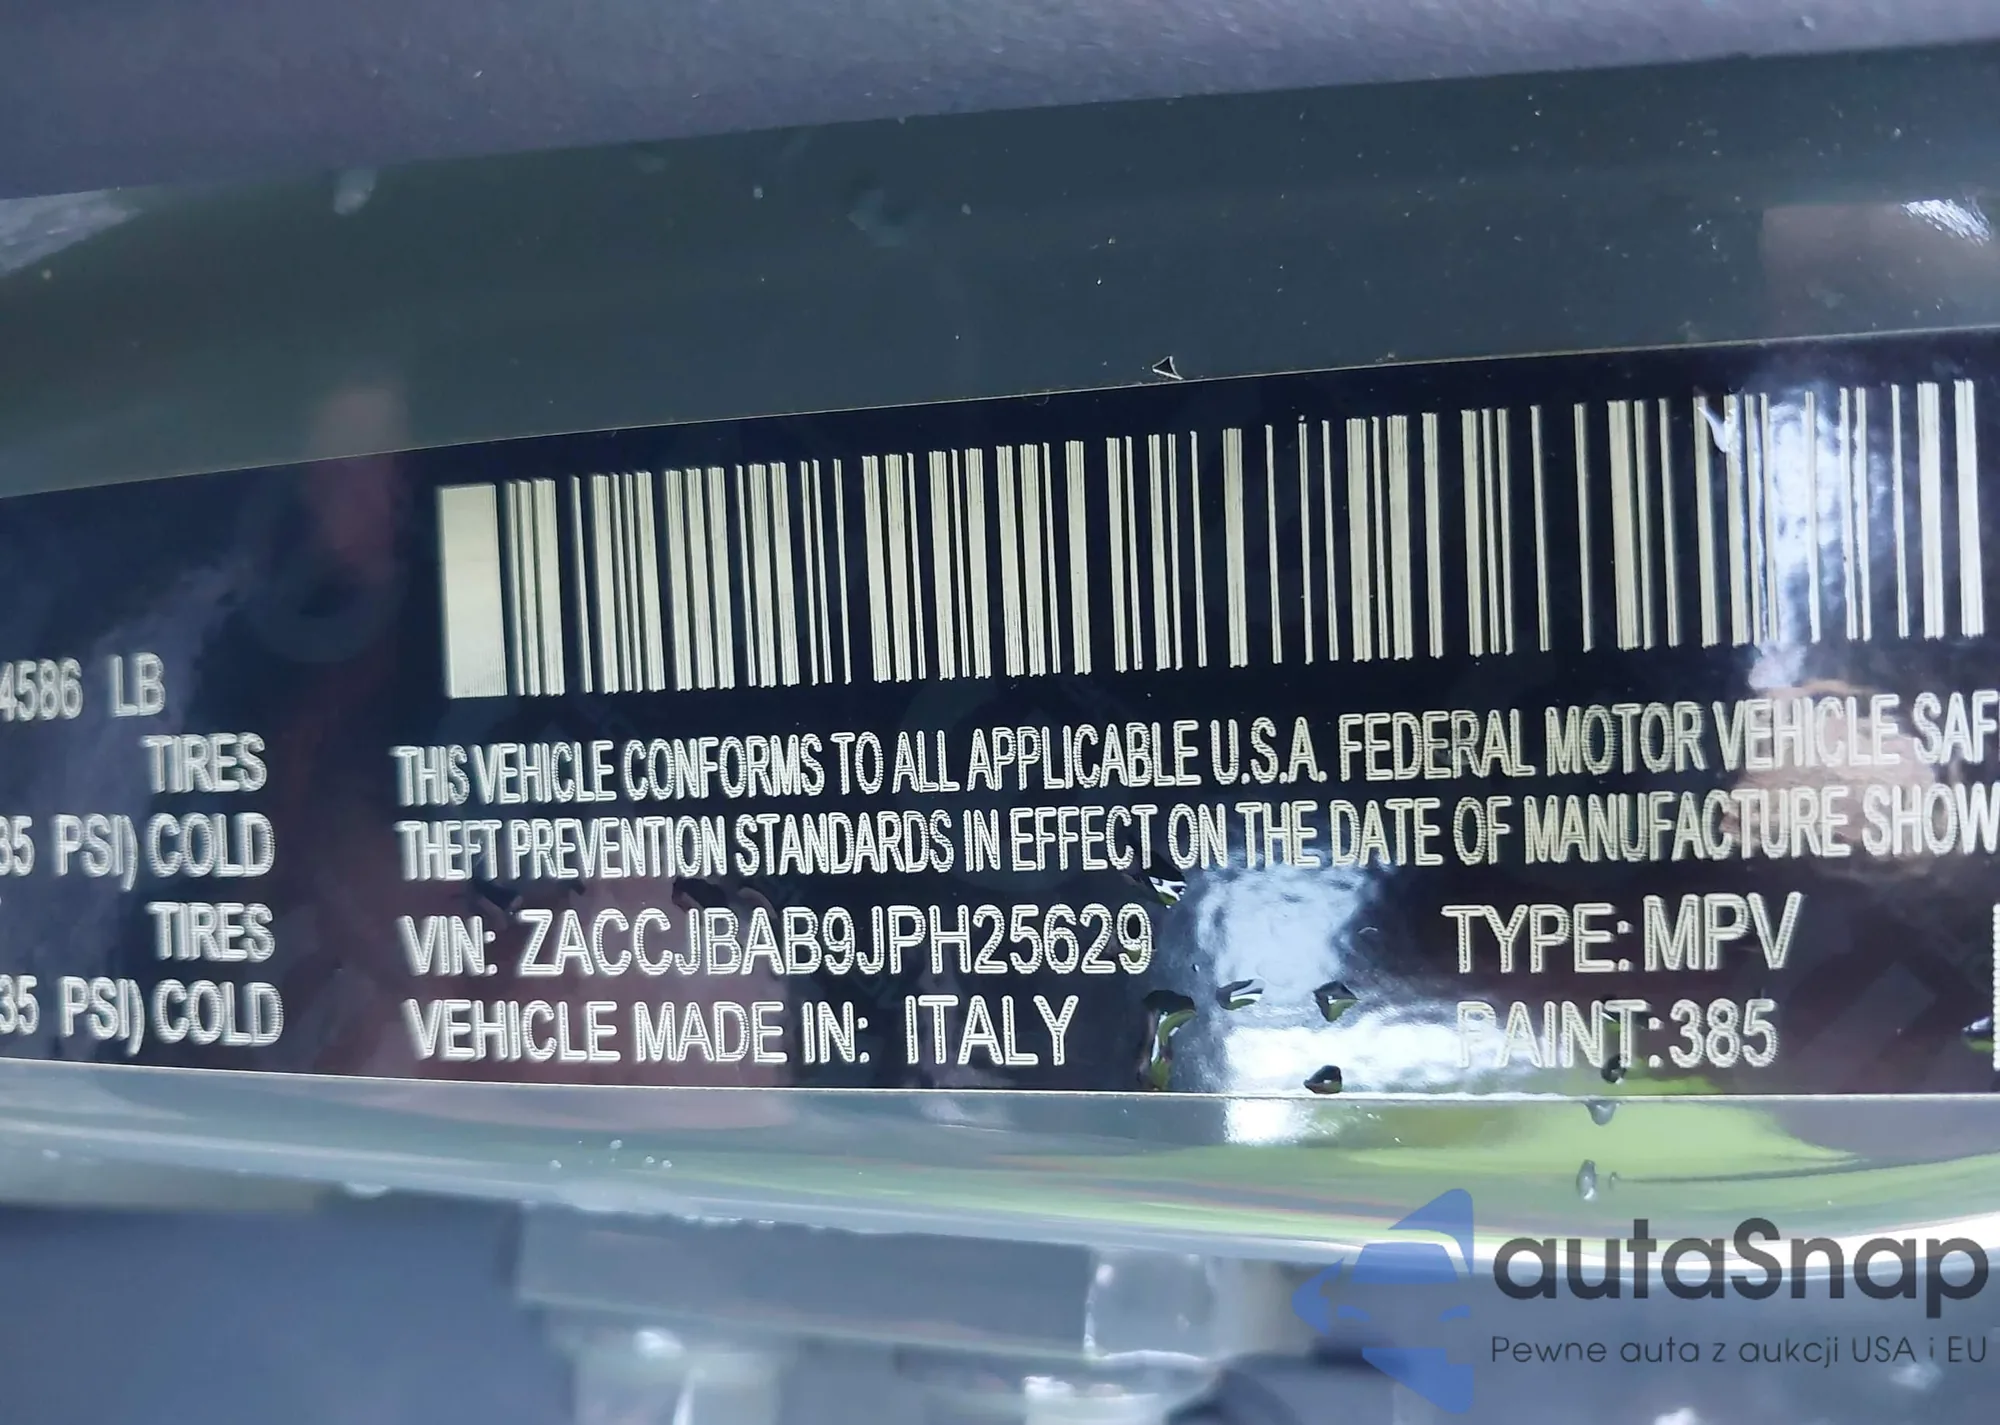 4586 LB
TIRES
35 PSI) COLD
TIRES
35 PSI) COLD
THIS VEHICLE CONFORMS TO ALL APPLICABLE U.S.A. FEDERAL MOTOR VEHICLE SAF
THEFT PREVENTION STANDARDS IN EFFECT ON THE DATE OF MANUFACTURE SHOW
VIN: ZACCJBAB9JPH25629 TYPE: MPV
VEHICLE MADE IN: ITALY PAINT: 385
autaSnap
Pewne auta z aukcji USA i EU